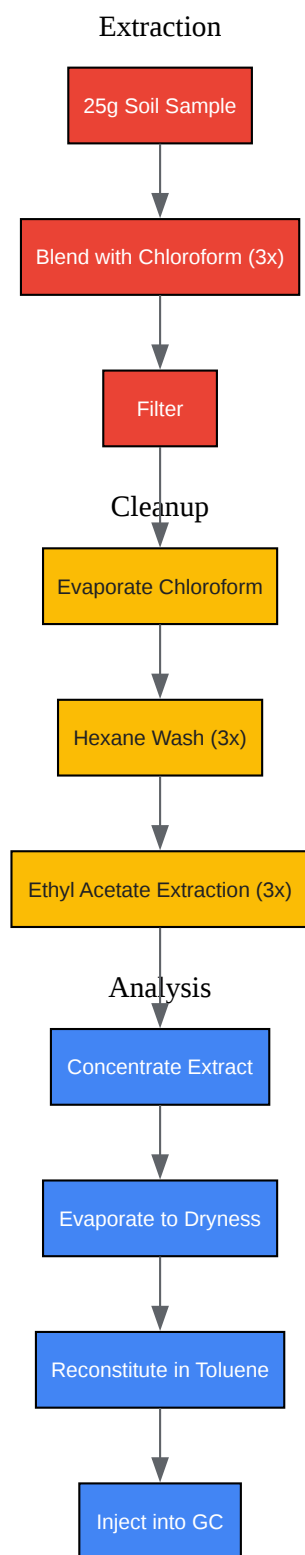 Extraction
25g Soil Sample
Blend with Chloroform (3x)
Filter
Cleanup
Evaporate Chloroform
Hexane Wash (3x)
Ethyl Acetate Extraction (3x)
Analysis
Concentrate Extract
Evaporate to Dryness
Reconstitute in Toluene
Inject into GC